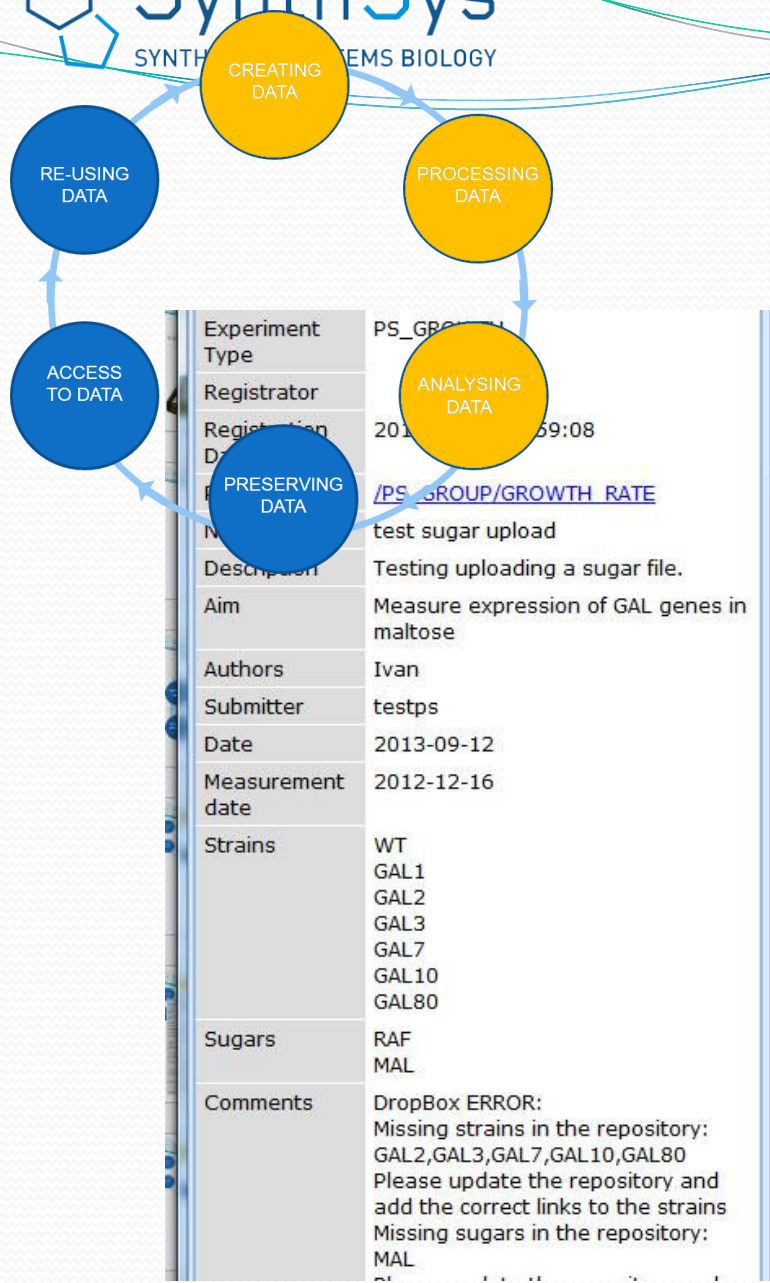 SynthSys
SYNTH EMS BIOLOGY
CREATING
DATA
RE-USING
DATA
PROCESSING
DATA
ACCESS
TO DATA
ANALYSING
DATA
PRESERVING
DATA
Experiment PS_GROWTH
Type
Registrator
Registration 201 59:08
/PS_GROUP/GROWTH_RATE
test sugar upload
Description Testing uploading a sugar file.
Aim Measure expression of GAL genes in
maltose
Authors Ivan
Submitter testps
Date 2013-09-12
Measurement 2012-12-16
date
Strains WT
GAL1
GAL2
GAL3
GAL7
GAL10
GAL80
Sugars RAF
MAL
Comments DropBox ERROR:
Missing strains in the repository:
GAL2,GAL3,GAL7,GAL10,GAL80
Please update the repository and
add the correct links to the strains
Missing sugars in the repository:
MAL